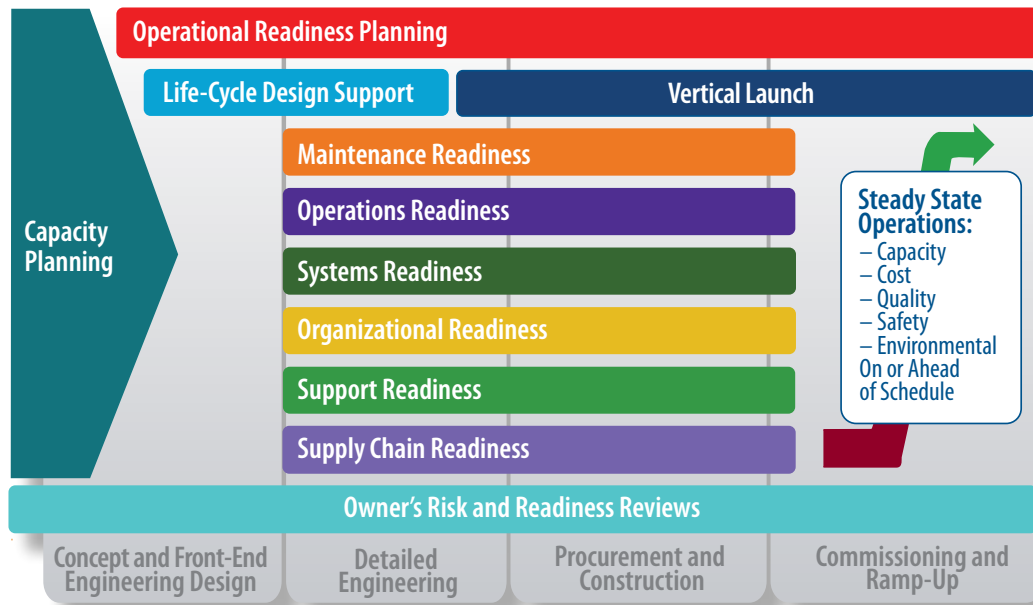 Operational Readiness Planning
Life-Cycle Design Support
Vertical Launch
Maintenance Readiness
Operations Readiness
Systems Readiness
Organizational Readiness
Support Readiness
Supply Chain Readiness
Capacity
Planning
Steady State
Operations:
– Capacity
– Cost
– Quality
– Safety
– Environmental
On or Ahead
of Schedule
Owner’s Risk and Readiness Reviews
Concept and Front-End
Engineering Design
Detailed
Engineering
Procurement and
Construction
Commissioning and
Ramp-Up